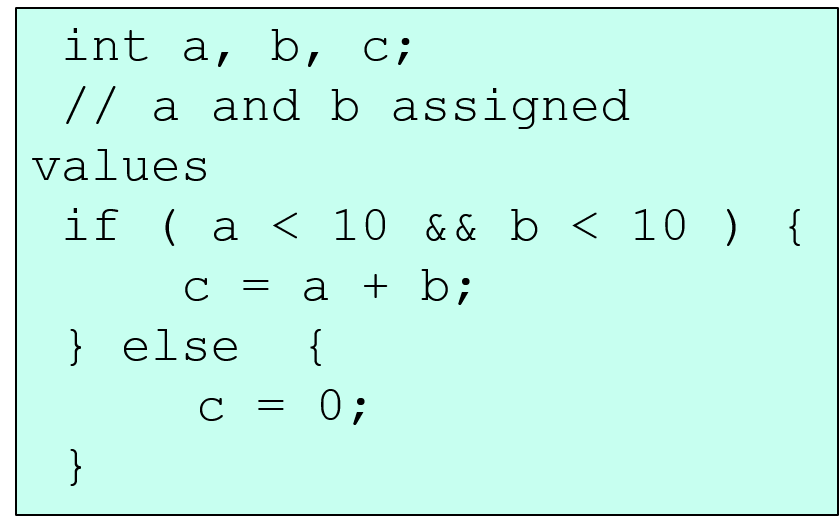 int a, b, c;
// a and b assigned
values
if ( a < 10 && b < 10 ) {
c = a + b;
} else  {
c = 0;
}